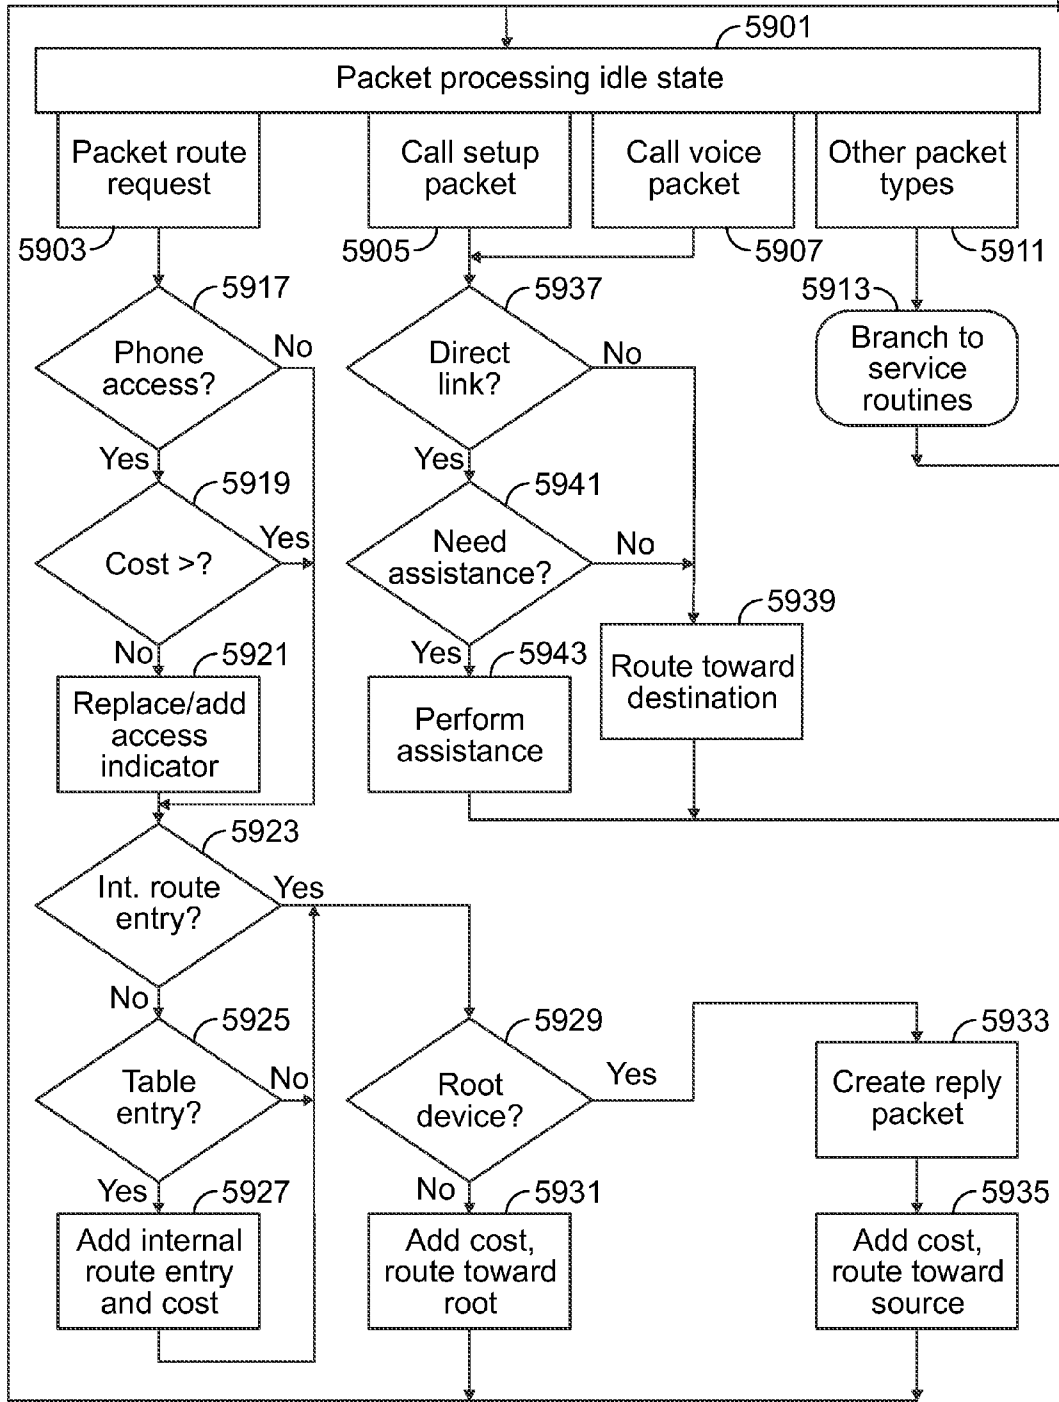 5901
Packet processing idle state
Packet route
request
Call setup
packet
Call voice
packet
Other packet
types
5903
5905
5907
5911
5917
Phone
access?
No
Yes
5919
Cost >?
Yes
No
5921
Replace/add
access
indicator
5937
Direct
link?
No
Yes
5941
Need
assistance?
No
Yes
5943
Perform
assistance
5939
Route toward
destination
5913
Branch to
service
routines
5923
Int. route
entry?
Yes
No
5925
Table
entry?
No
Yes
5927
Add internal
route entry
and cost
5929
Root
device?
Yes
No
5931
Add cost,
route toward
root
5933
Create reply
packet
5935
Add cost,
route toward
source